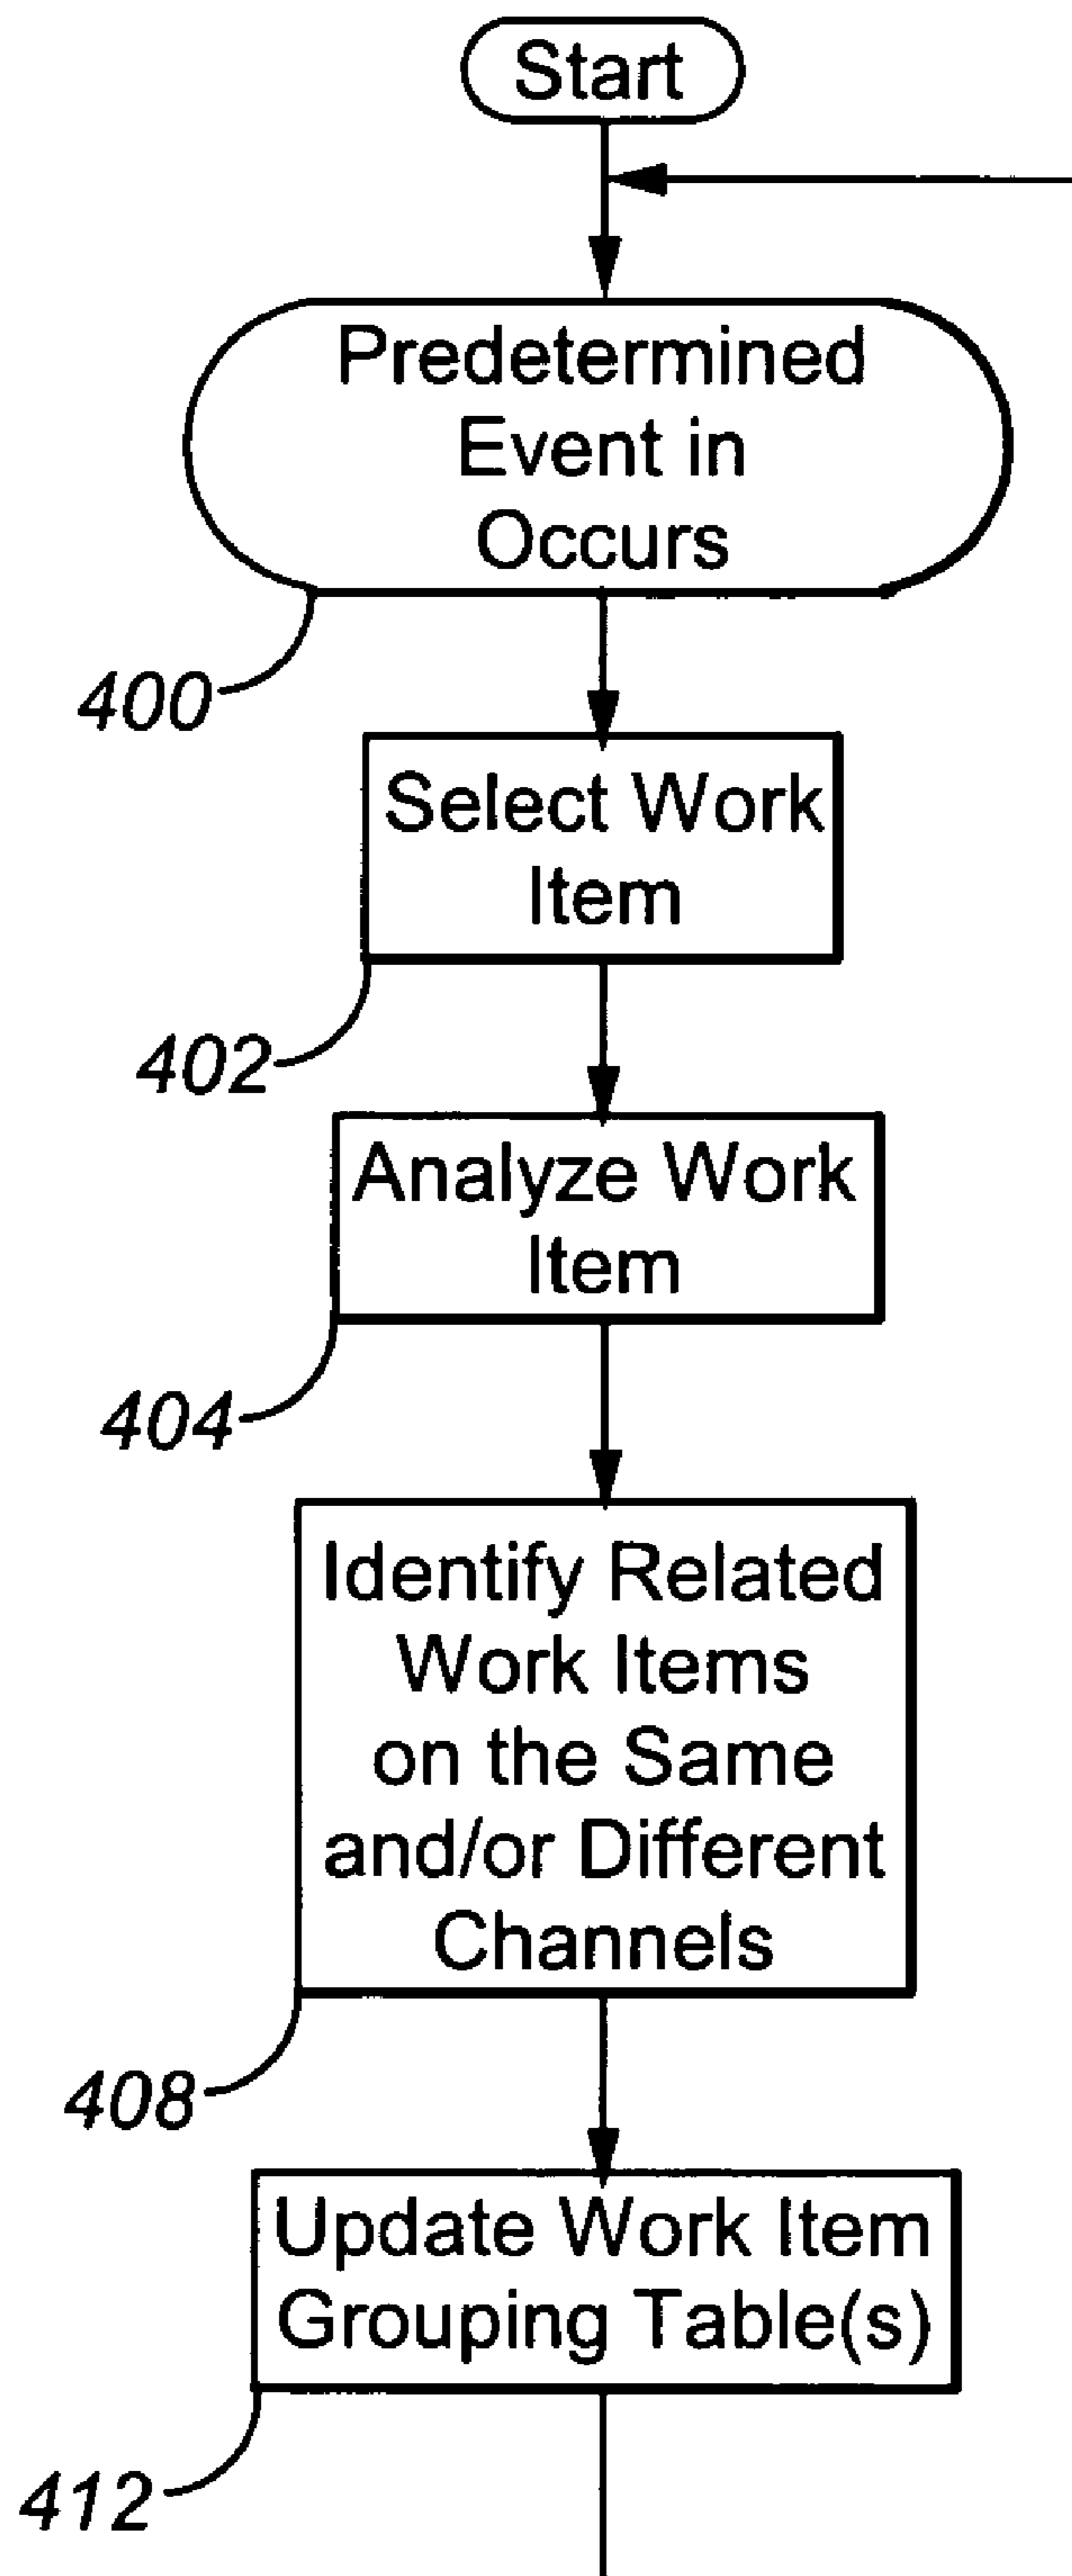 Start
Predetermined
Event in
Occurs
400
Select Work
Item
402
Analyze Work
Item
404
Identify Related
Work Items
on the Same
and/or Different
Channels
408
Update Work Item
Grouping Table(s)
412